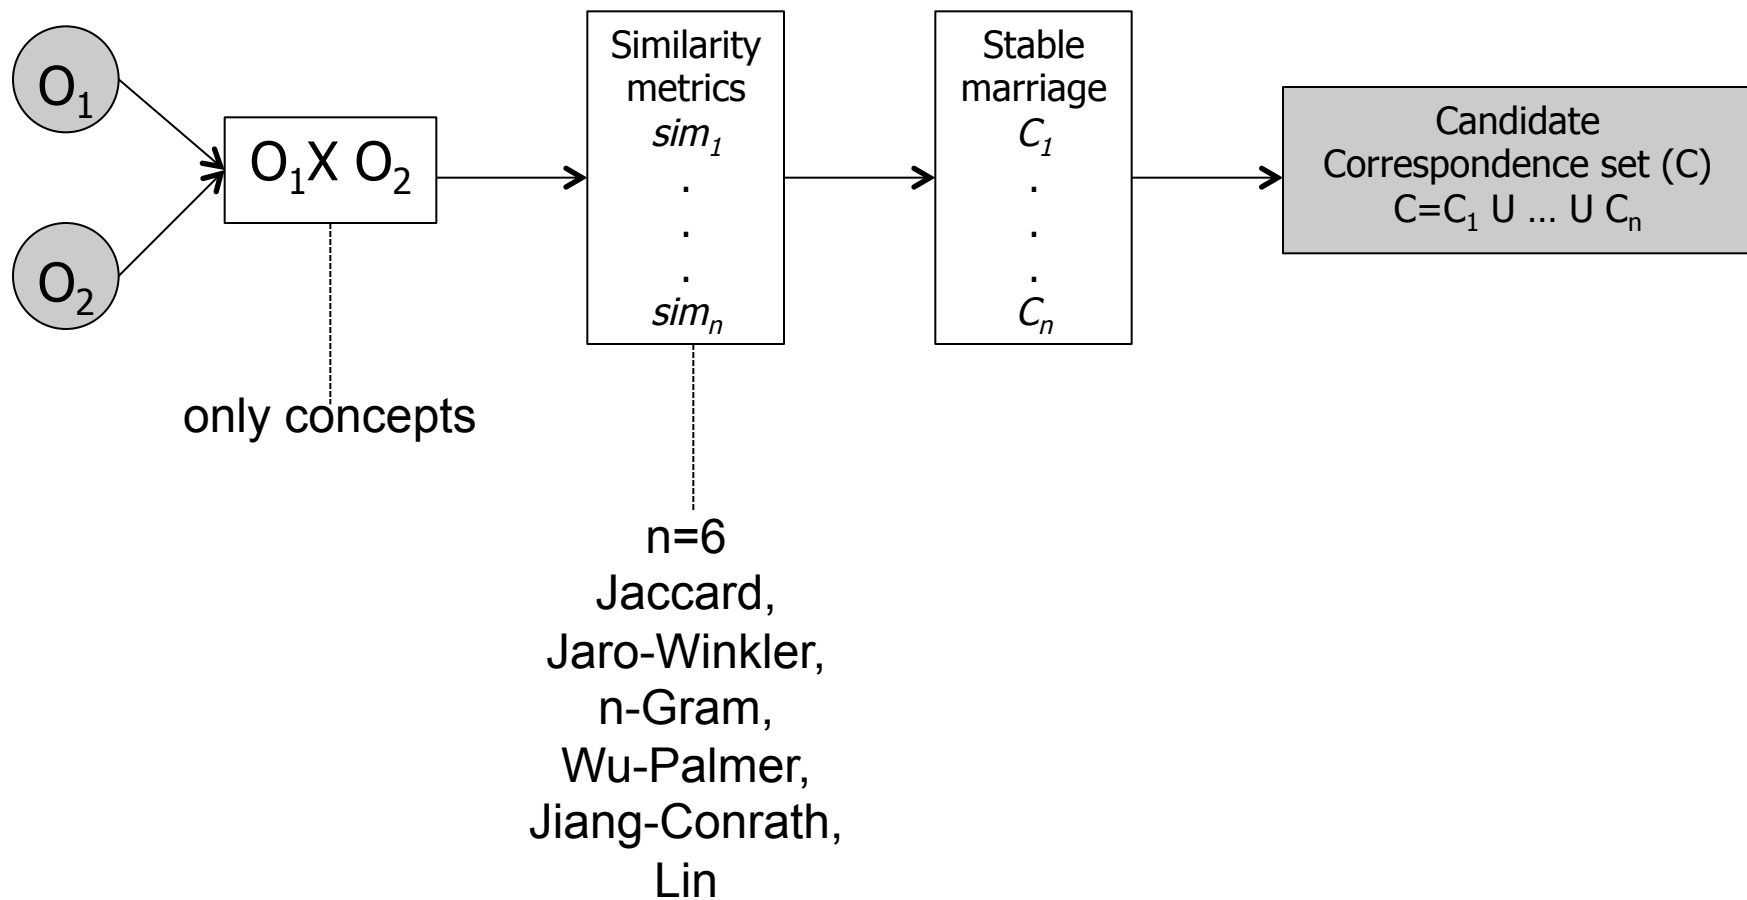 O₁
O₂
O₁X O₂
only concepts
Similarity
metrics
sim₁
.
.
.
simₙ
n=6
Jaccard,
Jaro-Winkler,
n-Gram,
Wu-Palmer,
Jiang-Conrath,
Lin
Stable
marriage
C₁
.
.
.
Cₙ
Candidate
Correspondence set (C)
C=C₁ U ... U Cₙ